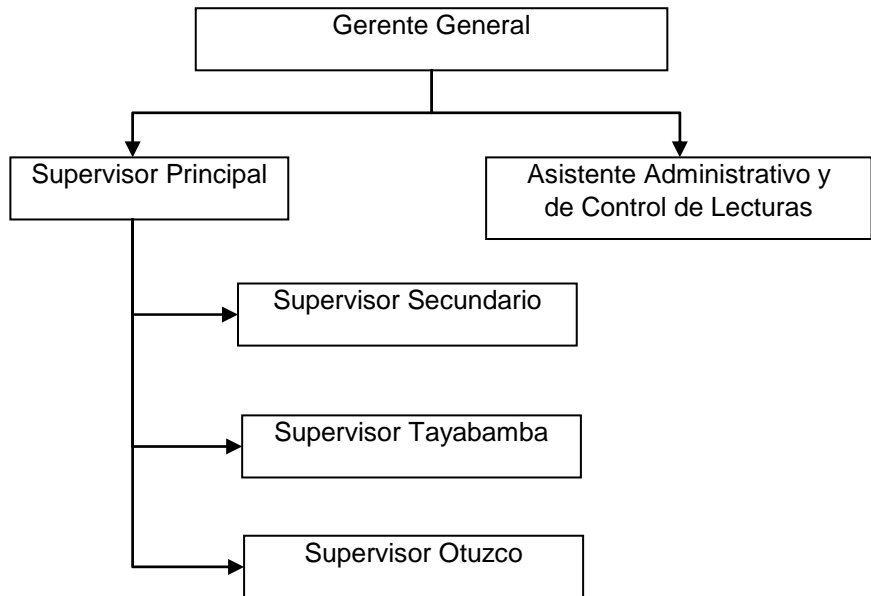 Gerente General
Supervisor Principal
Asistente Administrativo y
de Control de Lecturas
Supervisor Secundario
Supervisor Tayabamba
Supervisor Otuzco